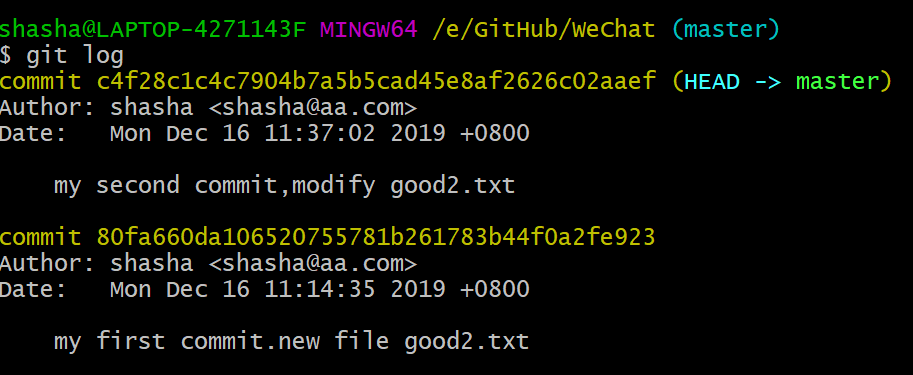 shasha@LAPTOP-4271143F MINGW64 /e/GitHub/WeChat (master)
$ git log
commit c4f28c1c4c7904b7a5b5cad45e8af2626c02aaef (HEAD -> master)
Author: shasha <shasha@aa.com>
Date:   Mon Dec 16 11:37:02 2019 +0800
my second commit,modify good2.txt
commit 80fa660da106520755781b261783b44f0a2fe923
Author: shasha <shasha@aa.com>
Date:   Mon Dec 16 11:14:35 2019 +0800
my first commit.new file good2.txt